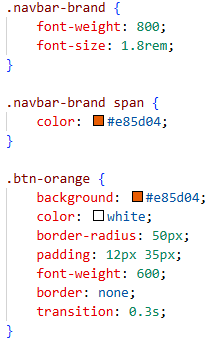 .navbar-brand {
    font-weight: 800;
    font-size: 1.8rem;
}

.navbar-brand span {
    color: #e85d04;
}

.btn-orange {
    background: #e85d04;
    color: white;
    border-radius: 50px;
    padding: 12px 35px;
    font-weight: 600;
    border: none;
    transition: 0.3s;
}